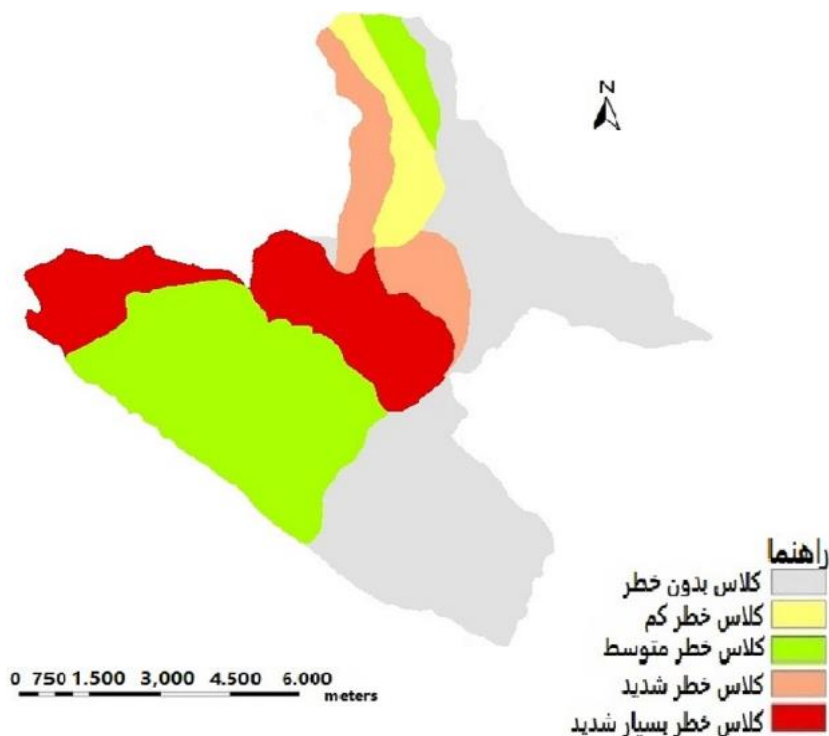 N
راهنما
کلاس بدون خطر
کلاس خطر کم
کلاس خطر متوسط
کلاس خطر شدید
کلاس خطر بسیار شدید
0 750 1.500 3,000 4.500 6.000
meters